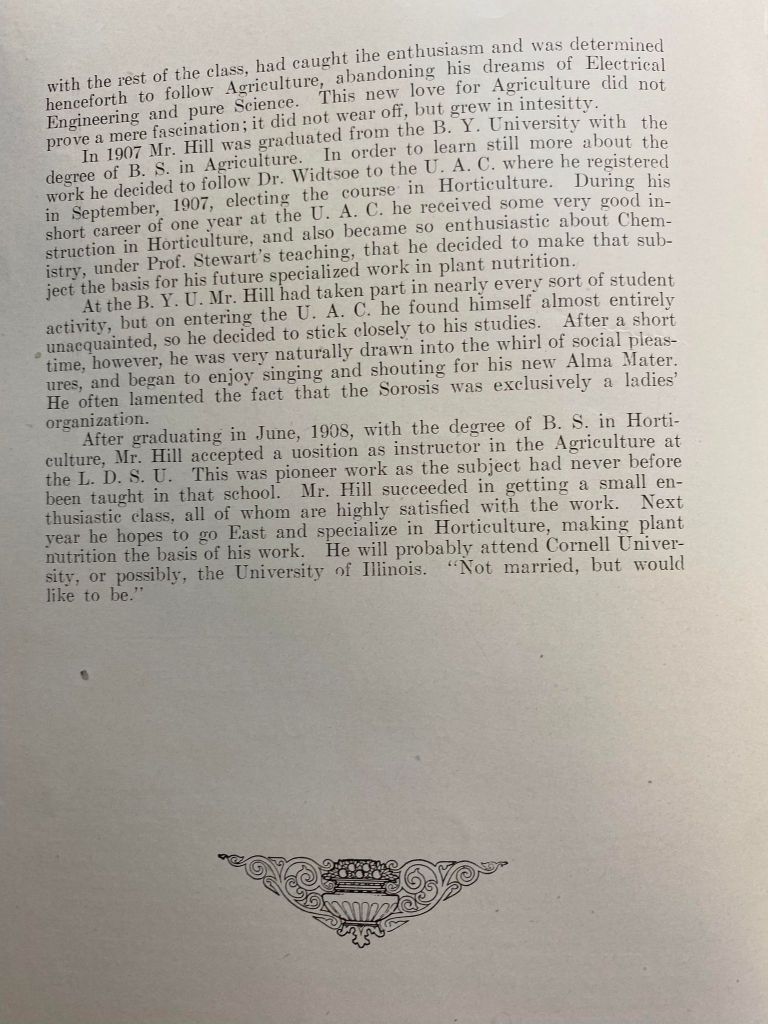 with the rest of the class, had caught ihe enthusiasm and was determined
henceforth to follow Agriculture, abandoning his dreams of Electrical
Engineering and pure Science. This new love for Agriculture did not
prove a mere fascination; it did not wear off, but grew in intesitty.
In 1907 Mr. Hill was graduated from the B. Y. University with the
degree of B. S. in Agriculture. In order to learn still more about the
work he decided to follow Dr. Widtsoe to the U. A. C. where he registered
in September, 1907, electing the course in Horticulture. During his
short career of one year at the U. A. C. he received some very good in-
struction in Horticulture, and also became so enthusiastic about Chem-
istry, under Prof. Stewart's teaching, that he decided to make that sub-
ject the basis for his future specialized work in plant nutrition.
At the B. Y. U. Mr. Hill had taken part in nearly every sort of student
activity, but on entering the U. A. C. he found himself almost entirely
unacquainted, so he decided to stick closely to his studies. After a short
time, however, he was very naturally drawn into the whirl of social pleas-
ures, and began to enjoy singing and shouting for his new Alma Mater.
He often lamented the fact that the Sorosis was exclusively a ladies'
organization.
After graduating in June, 1908, with the degree of B. S. in Horti-
culture, Mr. Hill accepted a uosition as instructor in the Agriculture at
the L. D. S. U. This was pioneer work as the subject had never before
been taught in that school. Mr. Hill succeeded in getting a small en-
thusiastic class, all of whom are highly satisfied with the work. Next
year he hopes to go East and specialize in Horticulture, making plant
nutrition the basis of his work. He will probably attend Cornell Univer-
sity, or possibly, the University of Illinois. "Not married, but would
like to be."